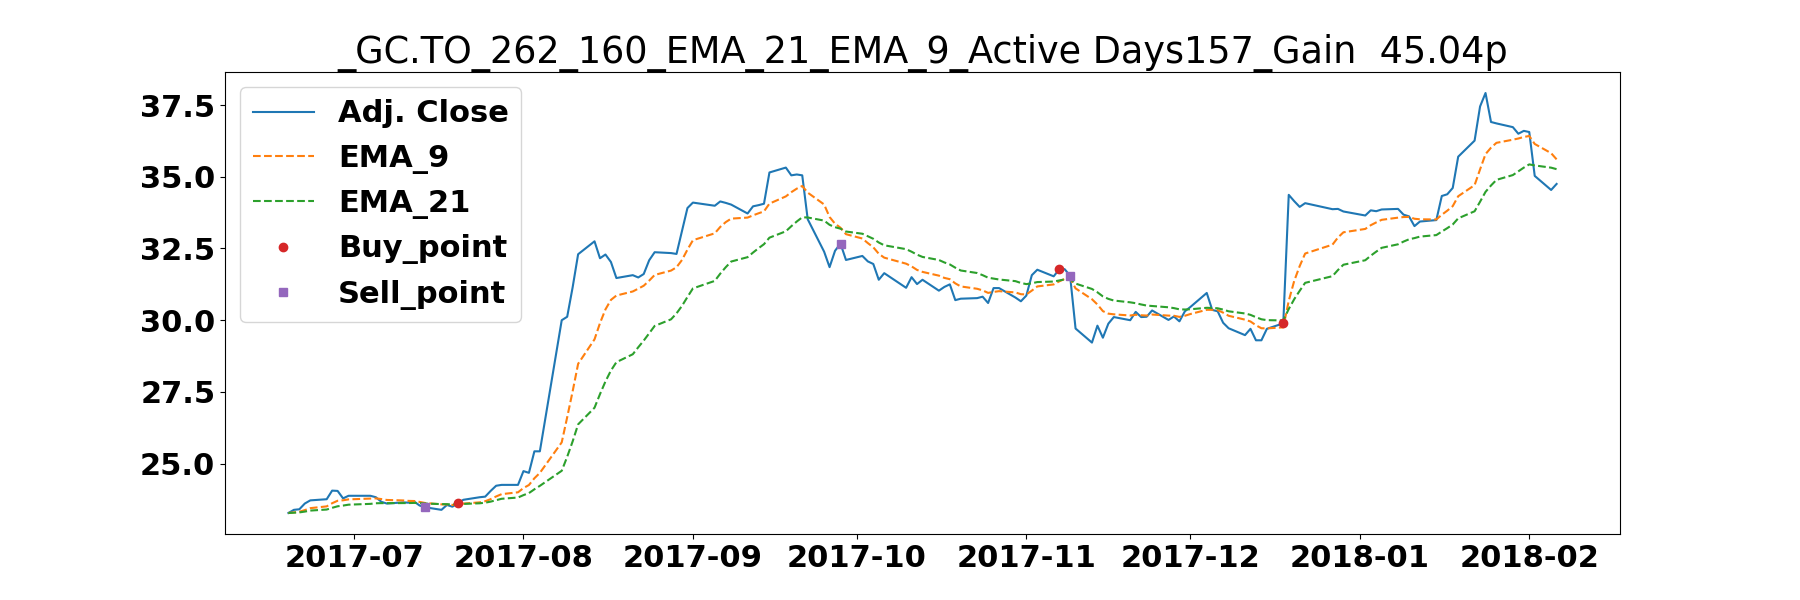 _GC.TO_262_160_EMA_21_EMA_9_Active Days157_Gain  45.04p
37.5
35.0
32.5
30.0
27.5
25.0
Adj. Close
EMA_9
EMA_21
Buy_point
Sell_point
2017-07 2017-08 2017-09 2017-10 2017-11 2017-12 2018-01 2018-02